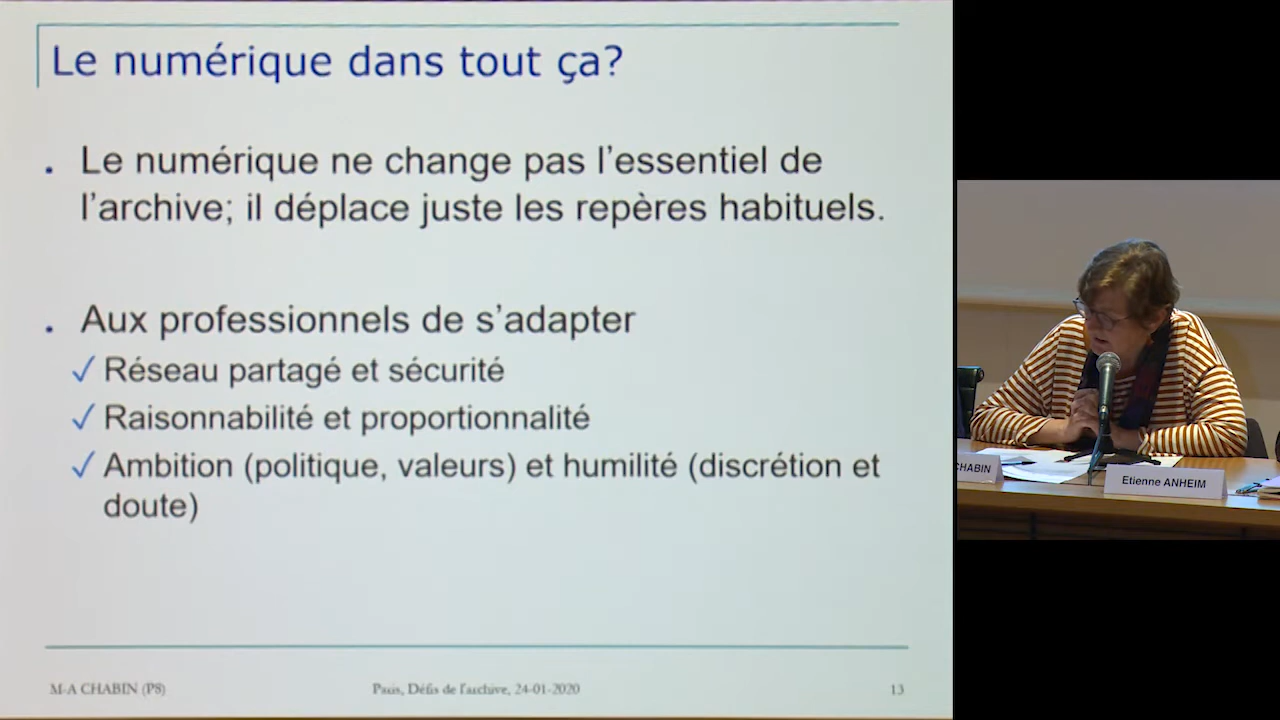 Le numérique dans tout ça?
. Le numérique ne change pas l'essentiel de
l'archive; il déplace juste les repères habituels.
. Aux professionnels de s'adapter
✓ Réseau partagé et sécurité
✓ Raisonnabilité et proportionnalité
✓ Ambition (politique, valeurs) et humilité (discrétion et
doute)
M-A CHABIN (P8)
Paris, Défis de l'archive, 24-01-2020
13
CHABIN
Etienne ANHEIM